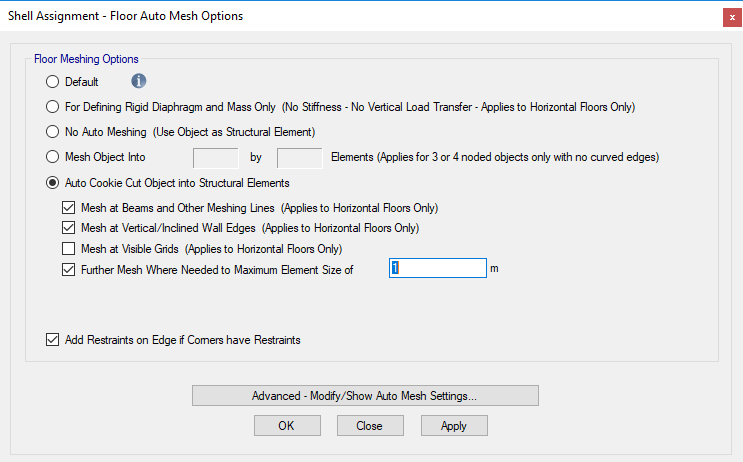 Shell Assignment - Floor Auto Mesh Options
x
Floor Meshing Options
Default
i
For Defining Rigid Diaphragm and Mass Only (No Stiffness - No Vertical Load Transfer - Applies to Horizontal Floors Only)
No Auto Meshing (Use Object as Structural Element)
Mesh Object Into by Elements (Applies for 3 or 4 noded objects only with no curved edges)
Auto Cookie Cut Object into Structural Elements
Mesh at Beams and Other Meshing Lines (Applies to Horizontal Floors Only)
Mesh at Vertical/Inclined Wall Edges (Applies to Horizontal Floors Only)
Mesh at Visible Grids (Applies to Horizontal Floors Only)
Further Mesh Where Needed to Maximum Element Size of 1 m
Add Restraints on Edge if Corners have Restraints
Advanced - Modify/Show Auto Mesh Settings...
OK Close Apply